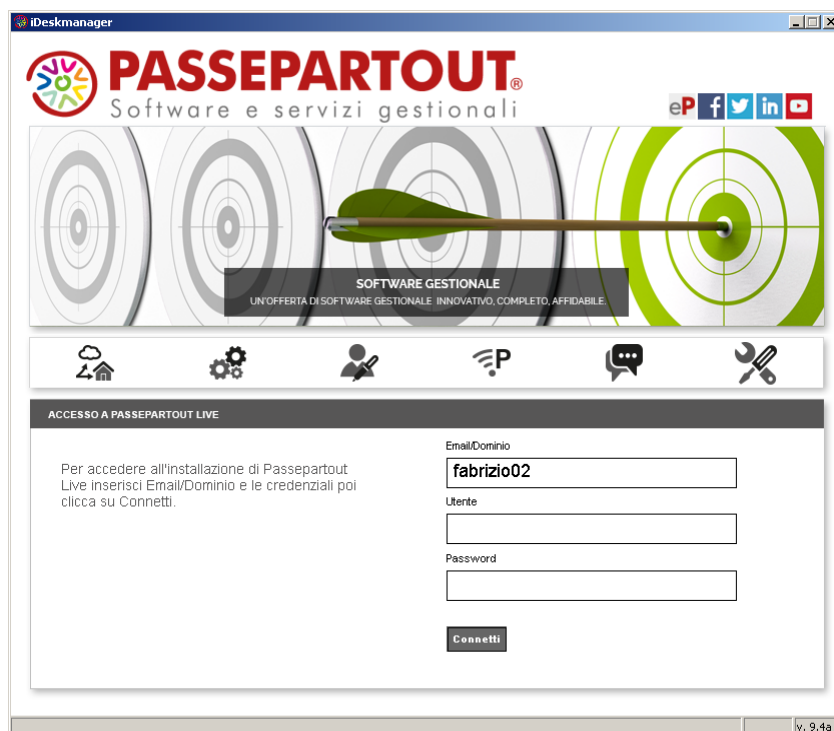 iDeskmanager
PASSEPARTOUT®
Software e servizi gestionali
eP f in
SOFTWARE GESTIONALE
UN'OFFERTA DI SOFTWARE GESTIONALE INNOVATIVO, COMPLETO, AFFIDABILE.
P
ACCESSO A PASSEPARTOUT LIVE
Per accedere all'installazione di Passepartout
Live inserisci Email/Dominio e le credenziali poi
clicca su Connetti.
Email/Dominio
fabrizio02
Utente
Password
Connetti
v. 9.4a